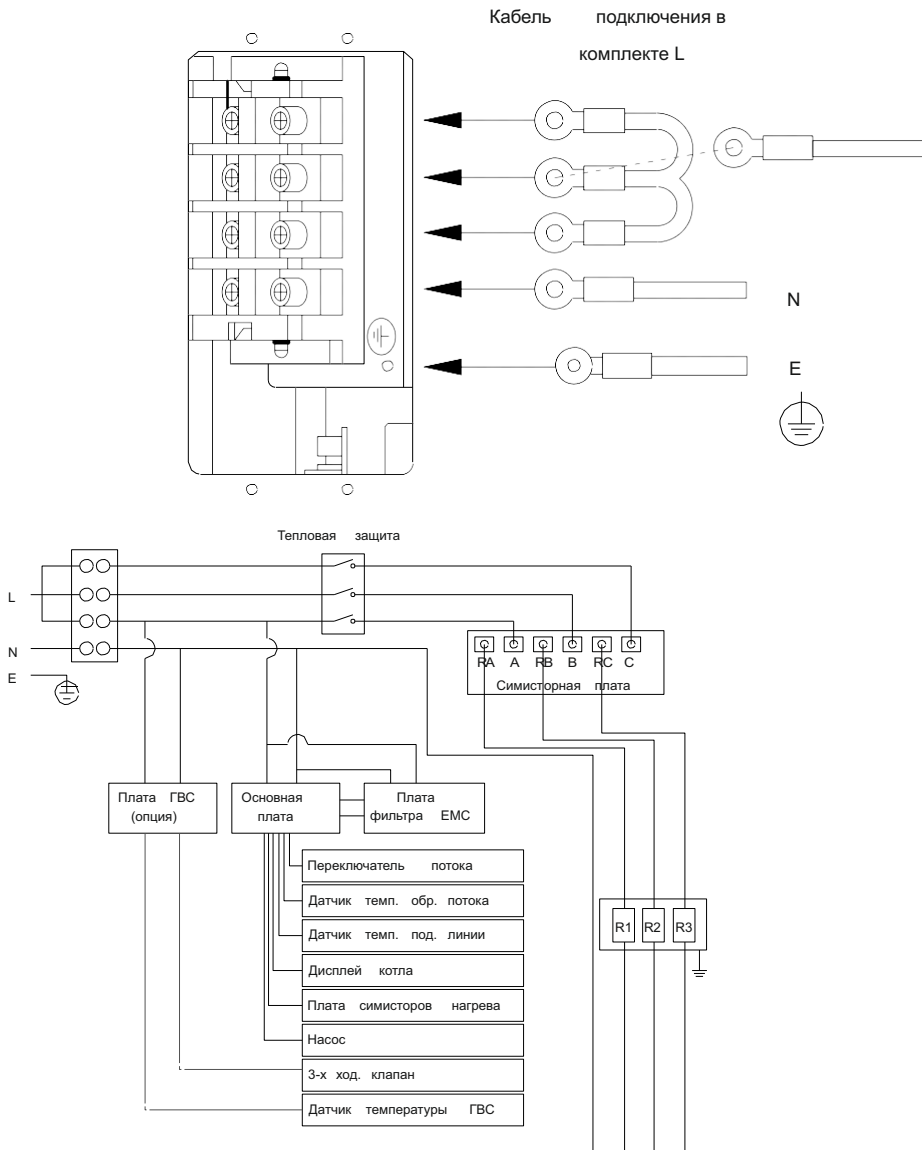 Кабель подключения в
комплекте L
N
E
Тепловая защита
L
N
E
RA A RB B RC C
Симисторная плата
Плата ГВС
(опция)
Основная
плата
Плата
фильтра EMC
Переключатель потока
Датчик темп. обр. потока
Датчик темп. под. линии
Дисплей котла
Плата симисторов нагрева
Насос
3-х ход. клапан
Датчик температуры ГВС
R1 R2 R3